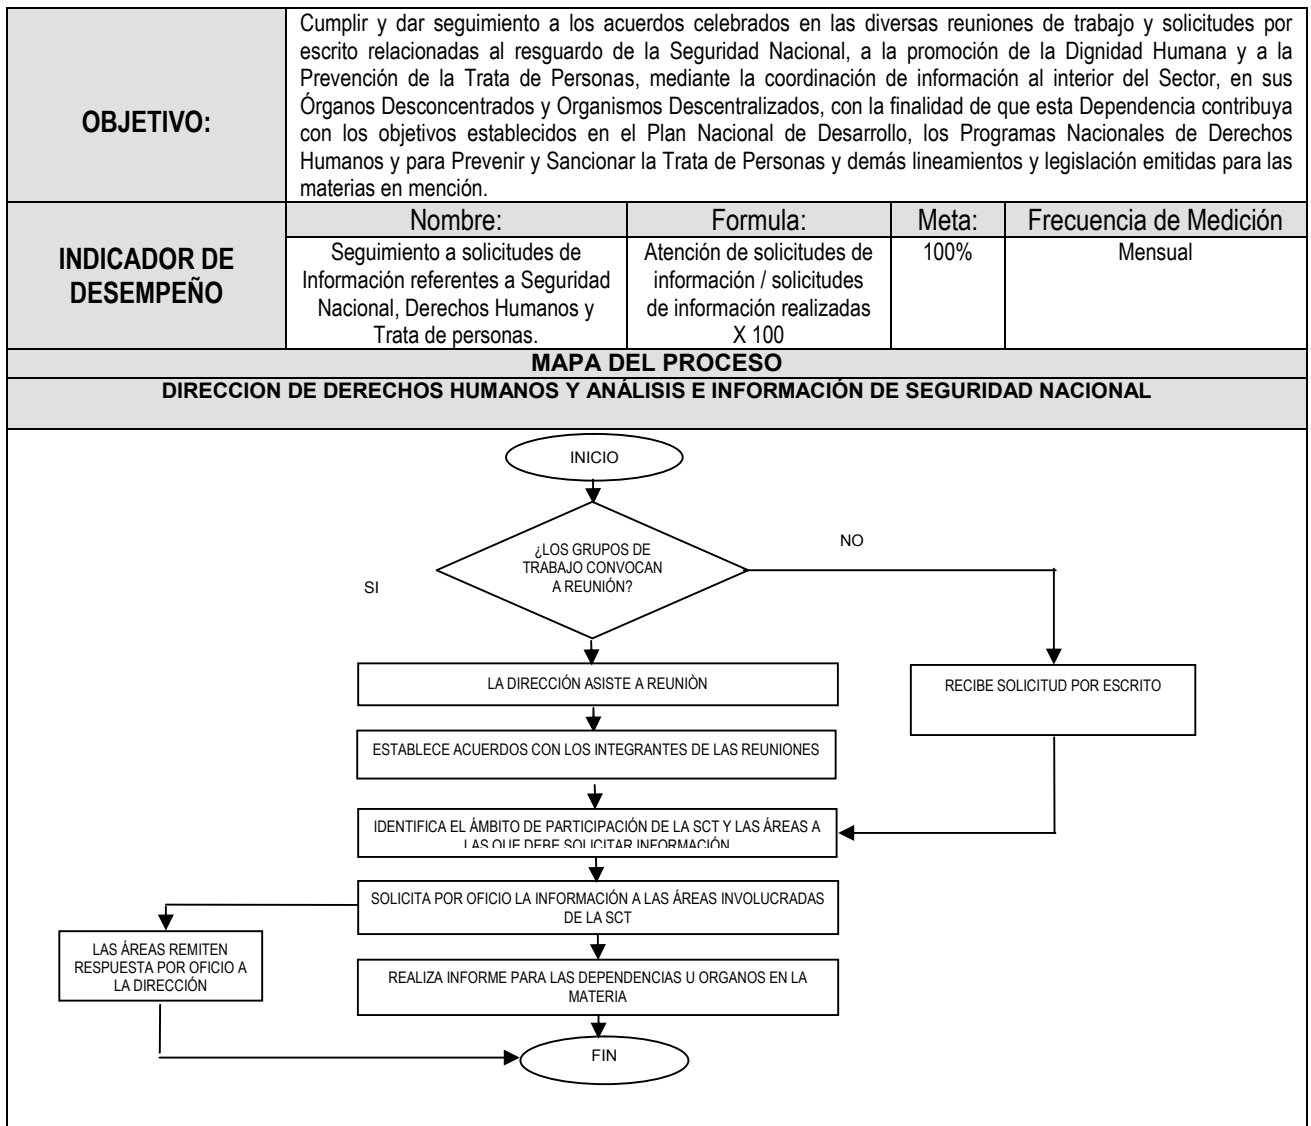 OBJETIVO:
Cumplir y dar seguimiento a los acuerdos celebrados en las diversas reuniones de trabajo y solicitudes por
escrito relacionadas al resguardo de la Seguridad Nacional, a la promoción de la Dignidad Humana y a la
Prevención de la Trata de Personas, mediante la coordinación de información al interior del Sector, en sus
Órganos Desconcentrados y Organismos Descentralizados, con la finalidad de que esta Dependencia contribuya
con los objetivos establecidos en el Plan Nacional de Desarrollo, los Programas Nacionales de Derechos
Humanos y para Prevenir y Sancionar la Trata de Personas y demás lineamientos y legislación emitidas para las
materias en mención.
INDICADOR DE
DESEMPEÑO
Nombre:
Formula:
Meta:
Frecuencia de Medición
Seguimiento a solicitudes de
Información referentes a Seguridad
Nacional, Derechos Humanos y
Trata de personas.
Atención de solicitudes de
información / solicitudes
de información realizadas
X 100
100%
Mensual
MAPA DEL PROCESO
DIRECCION DE DERECHOS HUMANOS Y ANÁLISIS E INFORMACIÓN DE SEGURIDAD NACIONAL
INICIO
¿LOS GRUPOS DE
TRABAJO CONVOCAN
A REUNIÓN?
NO
SI
LA DIRECCIÓN ASISTE A REUNIÒN
RECIBE SOLICITUD POR ESCRITO
ESTABLECE ACUERDOS CON LOS INTEGRANTES DE LAS REUNIONES
IDENTIFICA EL ÁMBITO DE PARTICIPACIÓN DE LA SCT Y LAS ÁREAS A
LAS QUE DEBE SOLICITAR INFORMACIÓN
SOLICITA POR OFICIO LA INFORMACIÓN A LAS ÁREAS INVOLUCRADAS
DE LA SCT
LAS ÁREAS REMITEN
RESPUESTA POR OFICIO A
LA DIRECCIÓN
REALIZA INFORME PARA LAS DEPENDENCIAS U ORGANOS EN LA
MATERIA
FIN